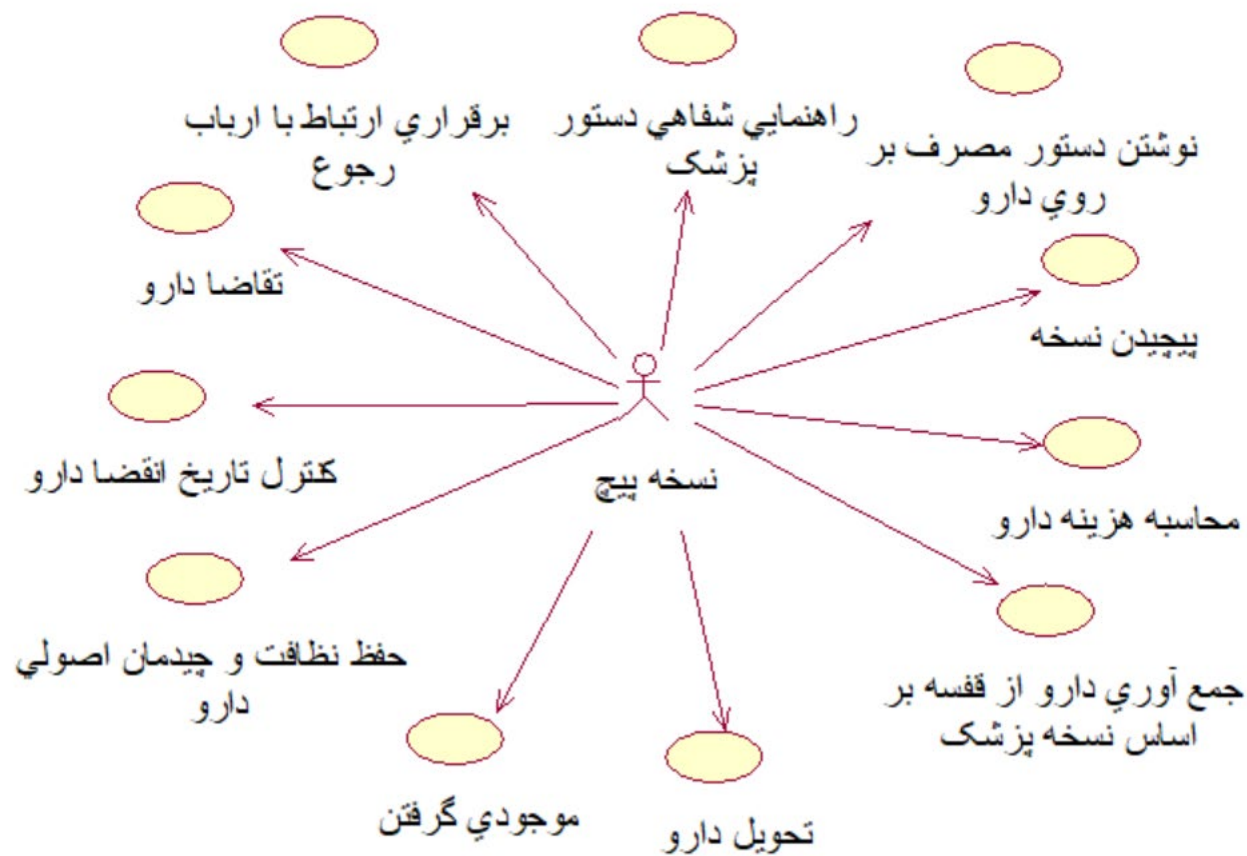 برقراري ارتباط با ارباب
رجوع
راهنمايي شفاهي دستور
پزشک
نوشتن دستور مصرف بر
روي دارو
تقاضا دارو
پيچيدن نسخه
کنترل تاريخ انقضا دارو
نسخه پيچ
محاسبه هزينه دارو
حفظ نظافت و چيدمان اصولي
دارو
جمع آوري دارو از قفسه بر
اساس نسخه پزشک
موجودي گرفتن
تحويل دارو